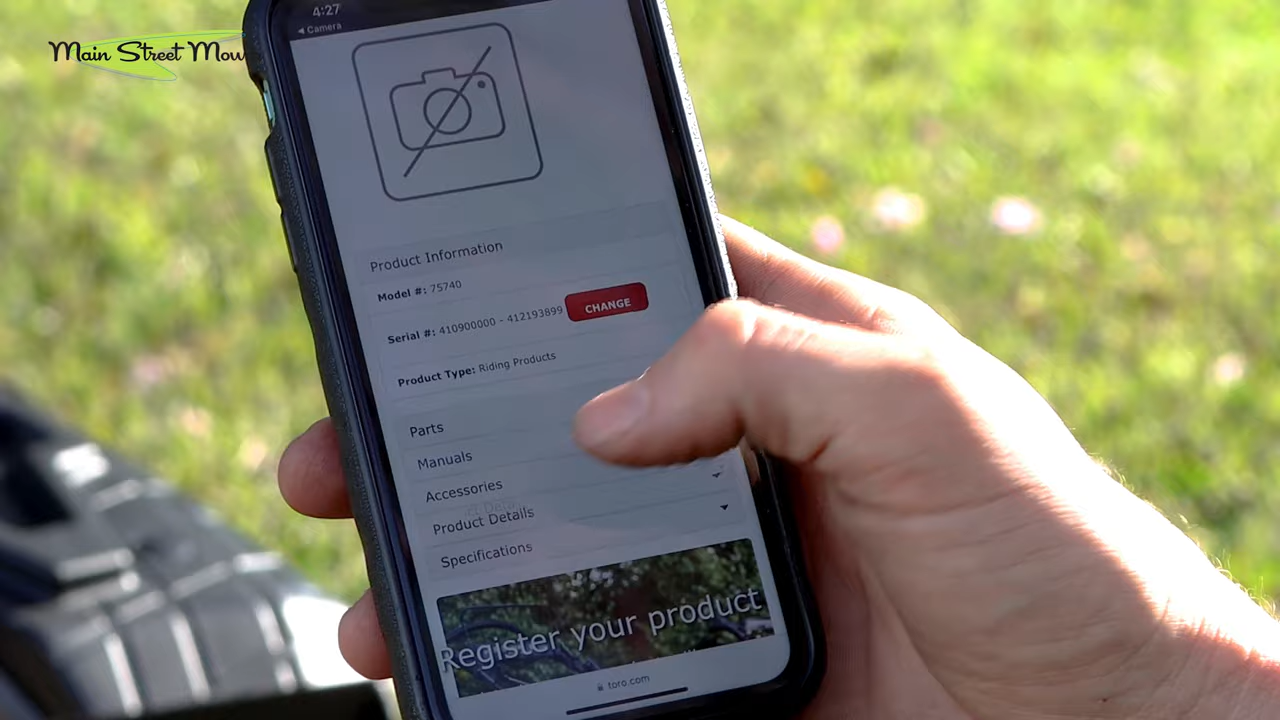 Main Street Mow
4:27
◀ Camera
Product Information
Model #: 75740
Serial #: 410900000 - 412193899 CHANGE
Product Type: Riding Products
Parts
Manuals
Accessories
Product Details
Specifications
Register your product
toro.com